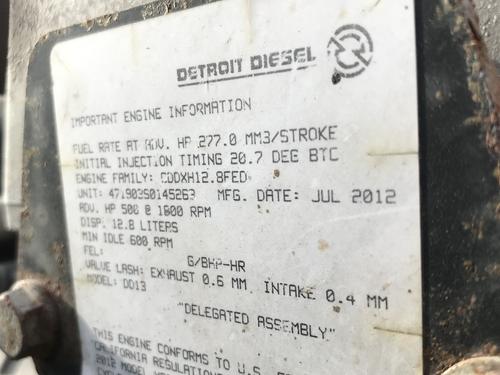 DETROIT DIESEL
IMPORTANT ENGINE INFORMATION
FUEL RATE AT ADV. HP 277.0 MM3/STROKE
INITIAL INJECTION TIMING 20.7 DEG BTC
ENGINE FAMILY: CDDXH12.8FED
UNIT: 471903S0145263 MFG. DATE: JUL 2012
ADV. HP 500 @ 1800 RPM
DISP. 12.8 LITERS
MIN IDLE 600 RPM
FEL: G/BHP-HR
VALVE LASH: EXHAUST 0.6 MM INTAKE 0.4 MM
MODEL: DD13
"DELEGATED ASSEMBLY"
THIS ENGINE CONFORMS TO U.S.
CALIFORNIA REGULATIONS
2012 MODEL